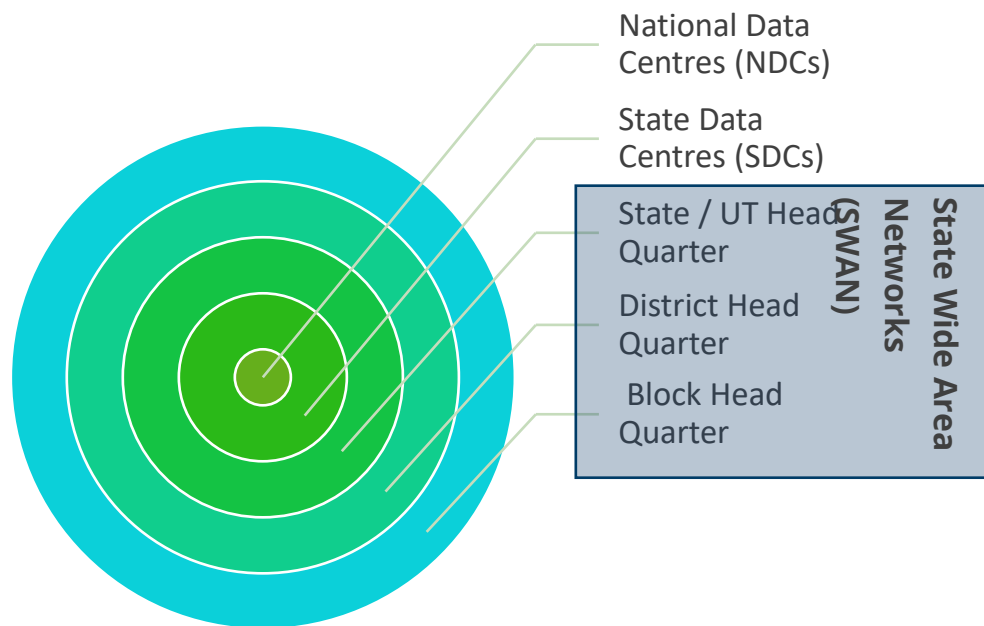 National Data
Centres (NDCs)
State Data
Centres (SDCs)
State / UT Head
Quarter
District Head
Quarter
Block Head
Quarter
State Wide Area
Networks
(SWAN)